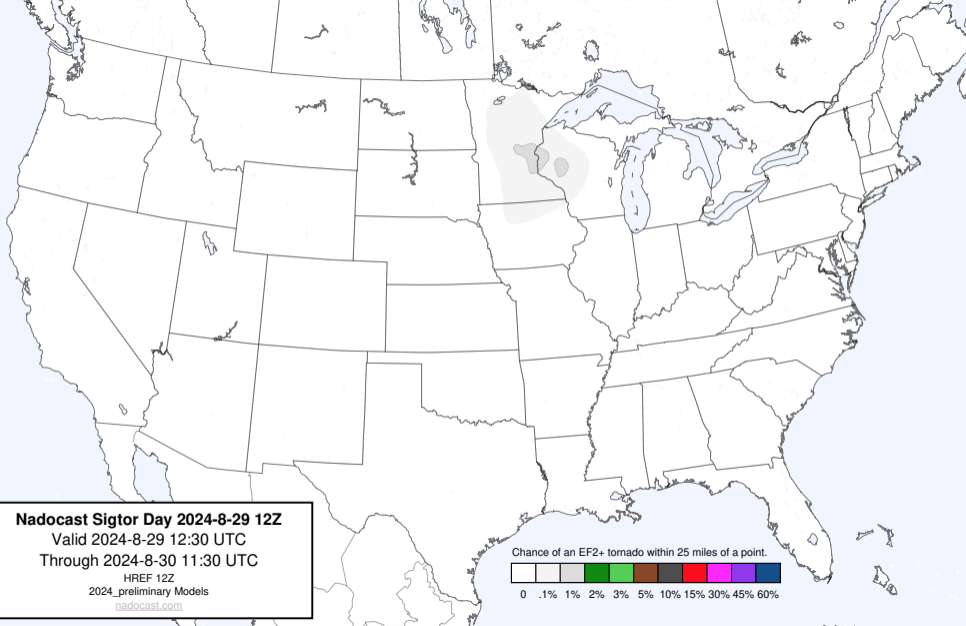 Nadocast Sigtor Day 2024-8-29 12Z
Valid 2024-8-29 12:30 UTC
Through 2024-8-30 11:30 UTC
HREF 12Z
2024_preliminary Models
nadocast.com
Chance of an EF2+ tornado within 25 miles of a point.
0 .1% 1% 2% 3% 5% 10% 15% 30% 45% 60%